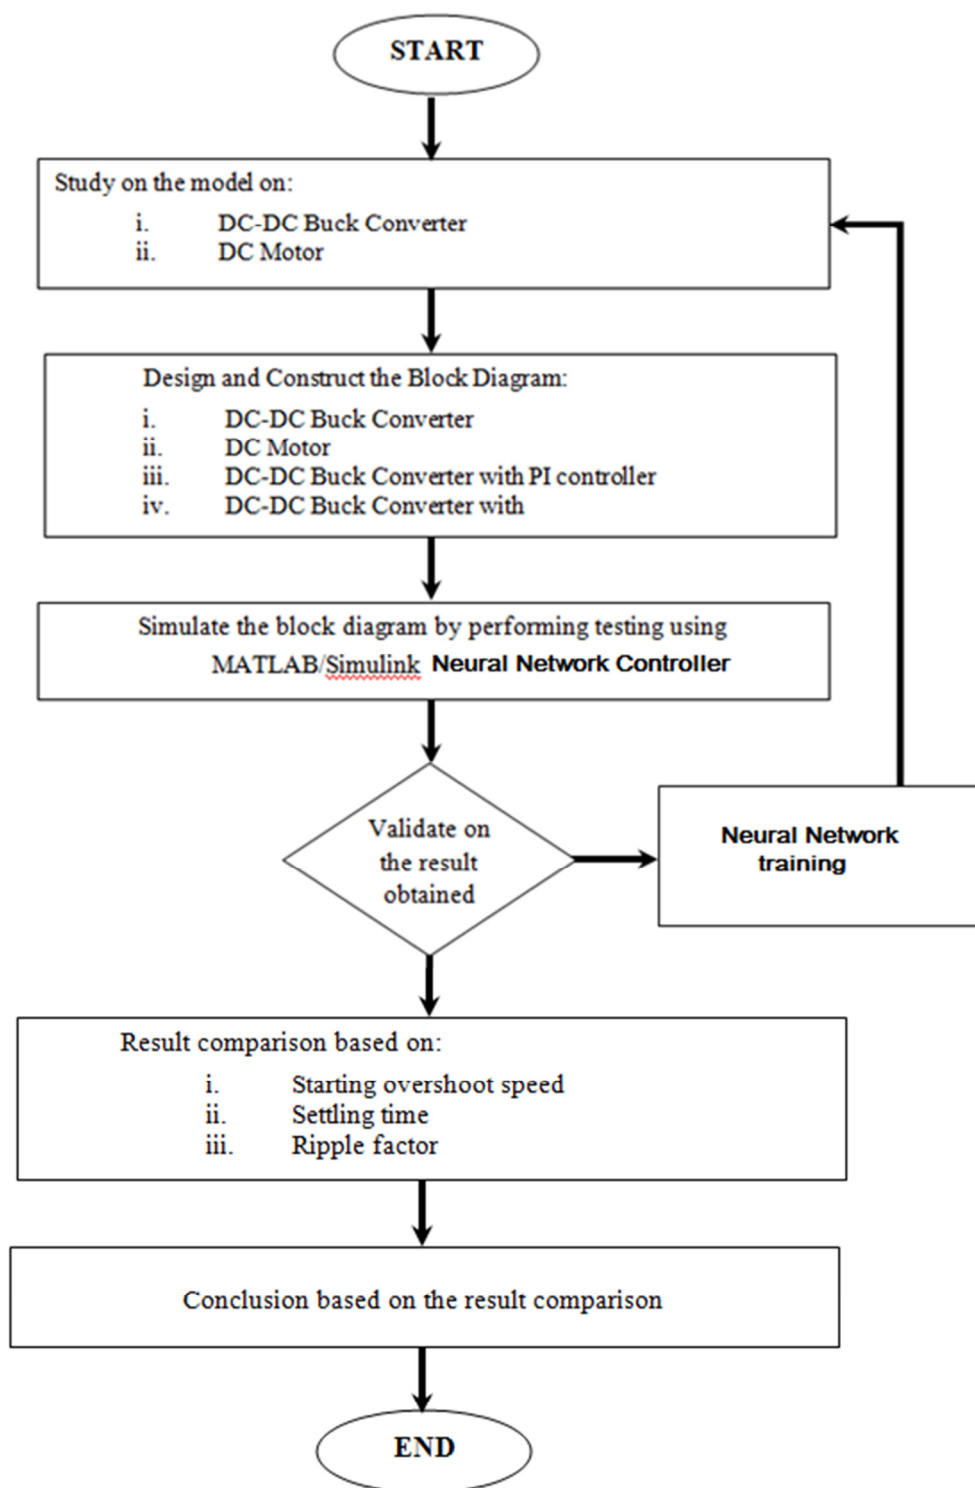 START
Study on the model on:
i. DC-DC Buck Converter
ii. DC Motor
Design and Construct the Block Diagram:
i. DC-DC Buck Converter
ii. DC Motor
iii. DC-DC Buck Converter with PI controller
iv. DC-DC Buck Converter with
Simulate the block diagram by performing testing using
MATLAB/Simulink Neural Network Controller
Validate on
the result
obtained
Neural Network
training
Result comparison based on:
i. Starting overshoot speed
ii. Settling time
iii. Ripple factor
Conclusion based on the result comparison
END